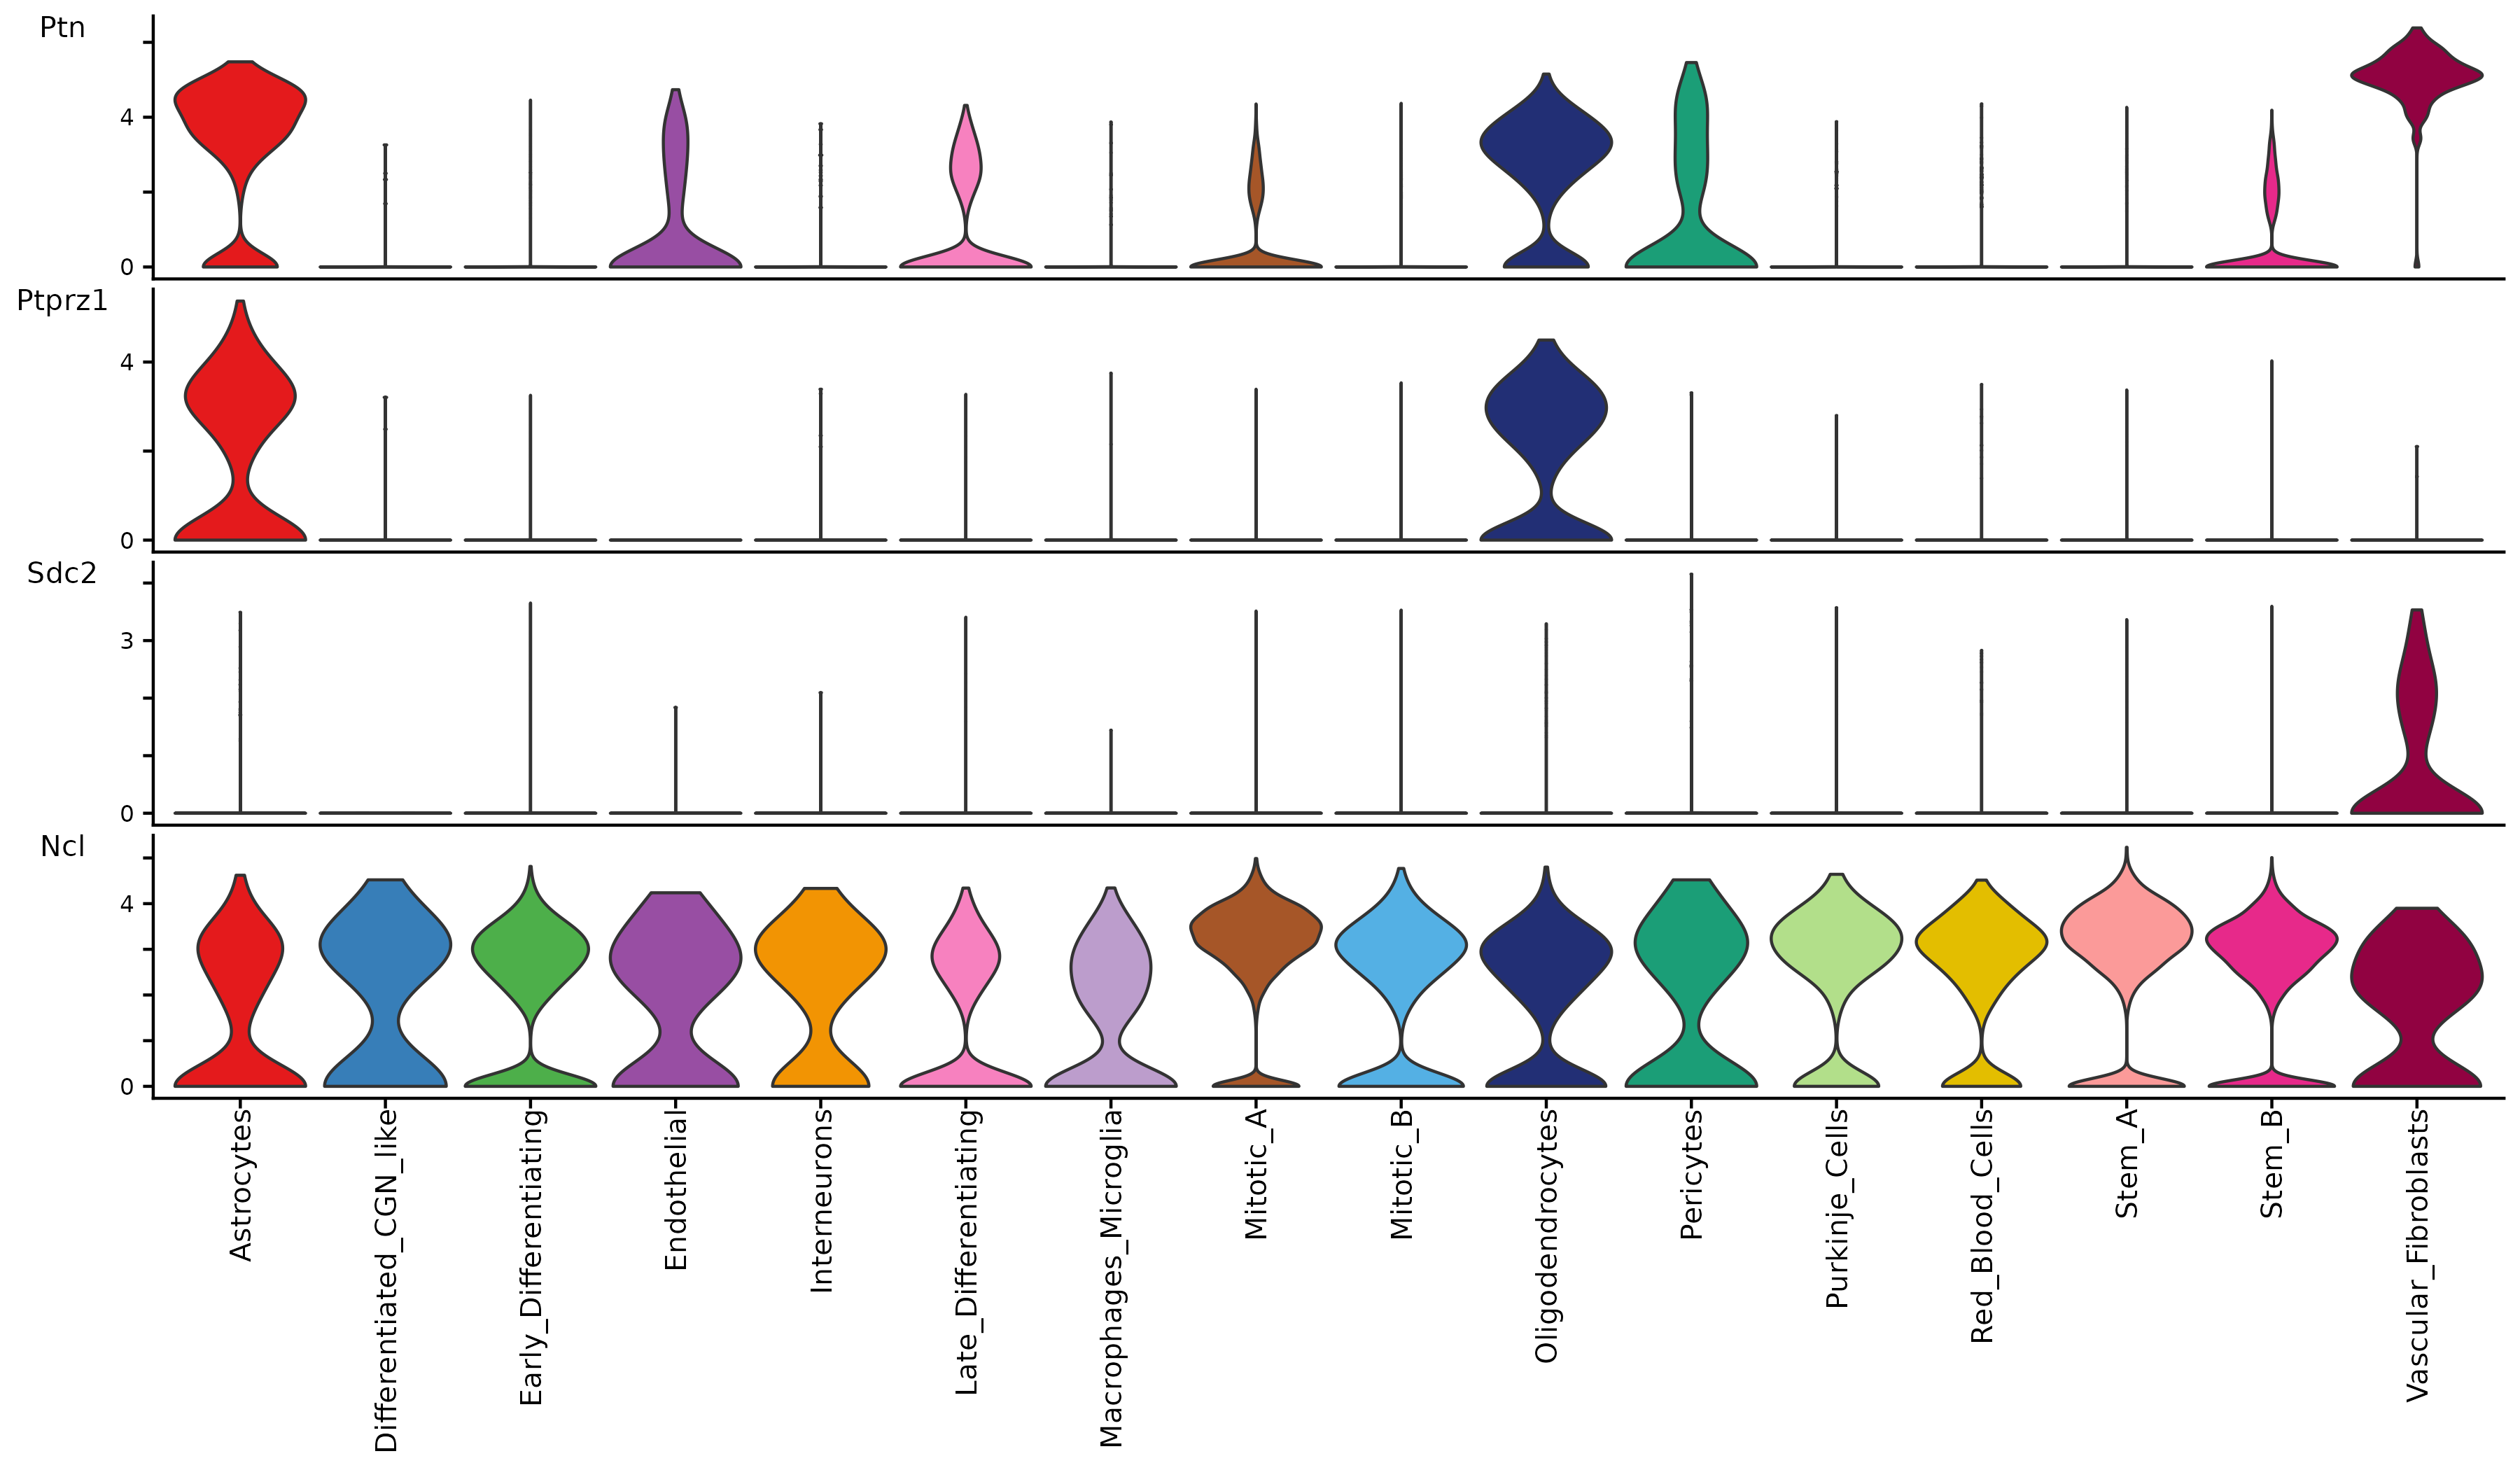 Ptn
4
0
Ptprz1
4
0
Sdc2
3
0
Ncl
4
0
Astrocytes
Differentiated_CGN_like
Early_Differentiating
Endothelial
Interneurons
Late_Differentiating
Macrophages_Microglia
Mitotic_A
Mitotic_B
Oligodendrocytes
Pericytes
Purkinje_Cells
Red_Blood_Cells
Stem_A
Stem_B
Vascular_Fibroblasts